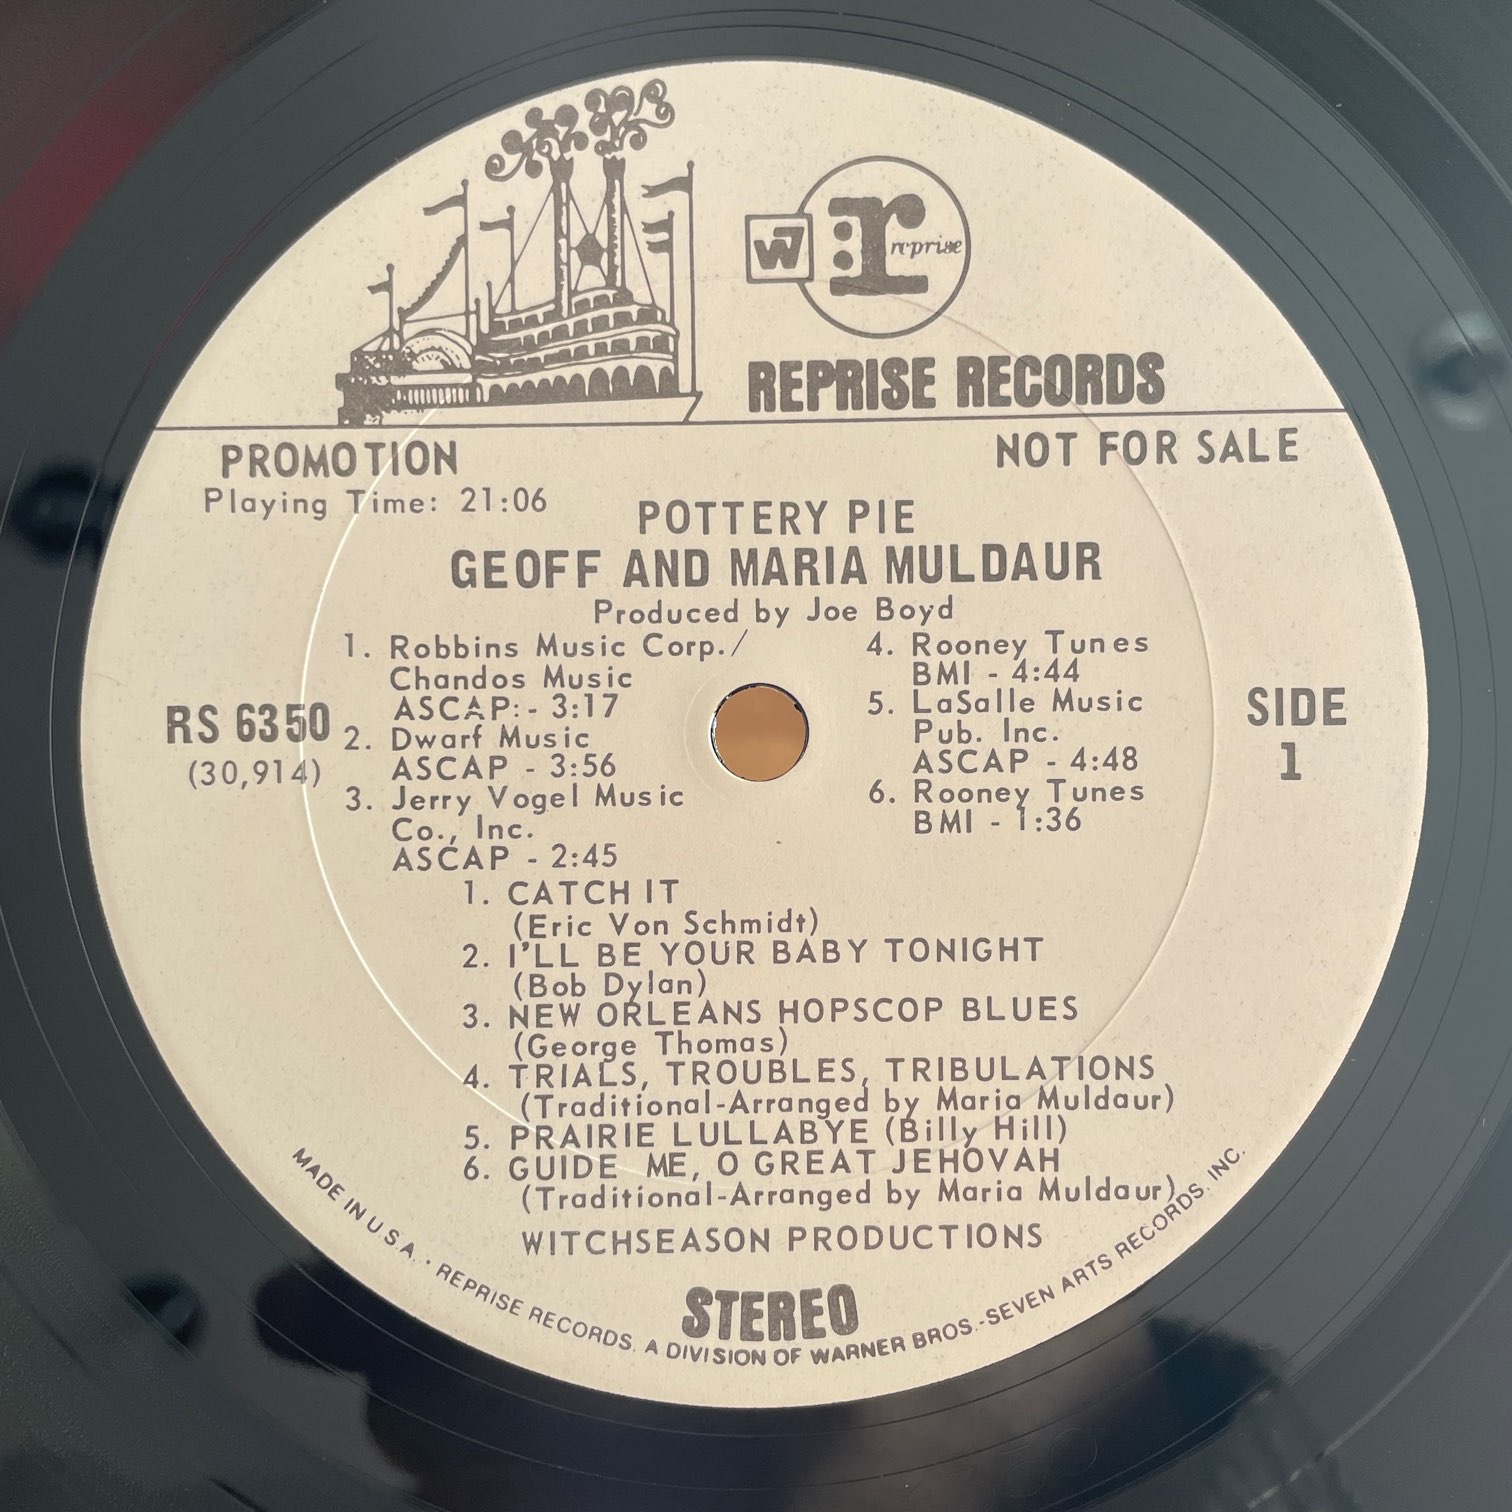 W7
r: reprise
REPRISE RECORDS
PROMOTION
NOT FOR SALE
Playing Time: 21:06
POTTERY PIE
GEOFF AND MARIA MULDAUR
Produced by Joe Boyd
1. Robbins Music Corp./
Chandos Music
ASCAP:- 3:17
2. Dwarf Music
ASCAP - 3:56
3. Jerry Vogel Music
Co., Inc.
ASCAP - 2:45
4. Rooney Tunes
BMI - 4:44
5. LaSalle Music
Pub. Inc.
ASCAP - 4:48
6. Rooney Tunes
BMI - 1:36
RS 6350
(30,914)
SIDE
1
1. CATCH IT
(Eric Von Schmidt)
2. I'LL BE YOUR BABY TONIGHT
(Bob Dylan)
3. NEW ORLEANS HOPSCOP BLUES
(George Thomas)
4. TRIALS, TROUBLES, TRIBULATIONS
(Traditional-Arranged by Maria Muldaur)
5. PRAIRIE LULLABYE (Billy Hill)
6. GUIDE ME, O GREAT JEHOVAH
(Traditional-Arranged by Maria Muldaur)
WITCHSEASON PRODUCTIONS
STEREO
MADE IN U.S.A. · REPRISE RECORDS, A DIVISION OF WARNER BROS.-SEVEN ARTS RECORDS, INC.